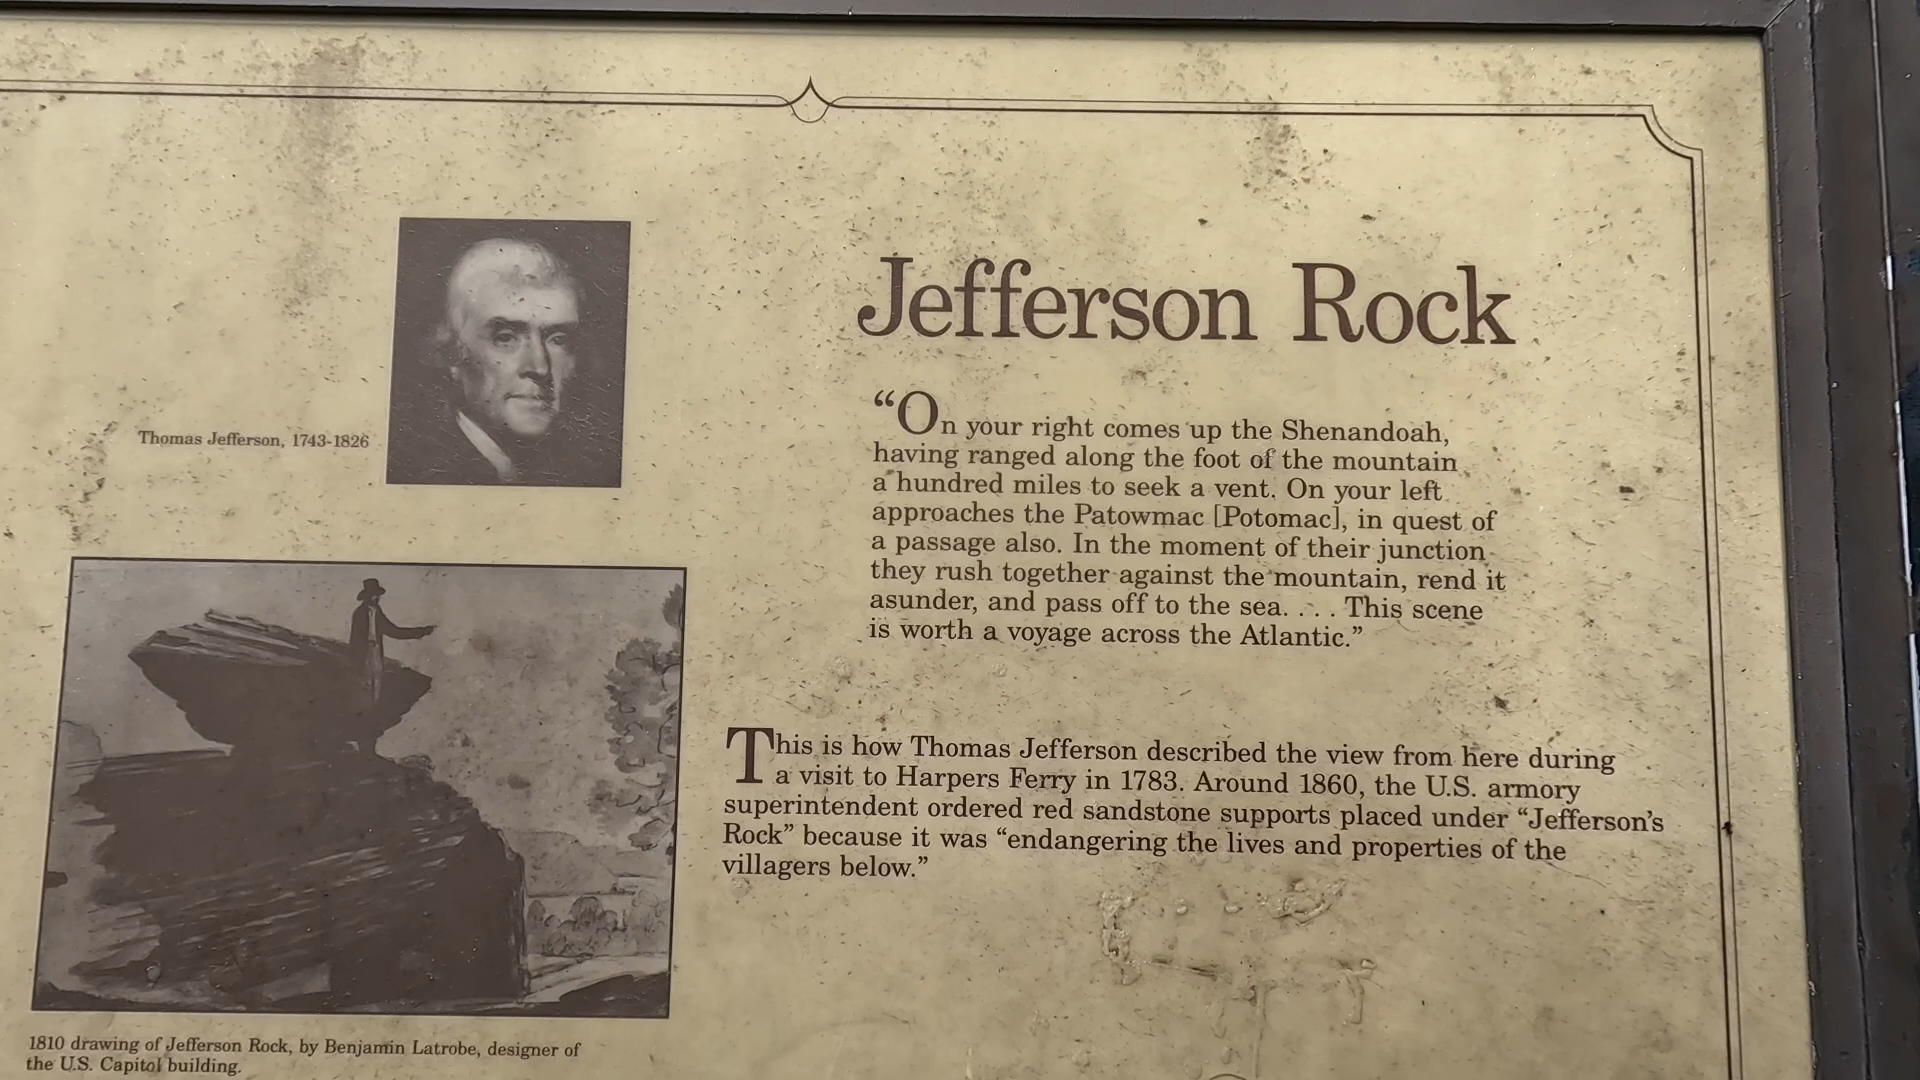 Jefferson Rock
Thomas Jefferson, 1743-1826
“On your right comes up the Shenandoah,
having ranged along the foot of the mountain
a hundred miles to seek a vent. On your left
approaches the Patowmac [Potomac], in quest of
a passage also. In the moment of their junction
they rush together against the mountain, rend it
asunder, and pass off to the sea. . . . This scene
is worth a voyage across the Atlantic.”
This is how Thomas Jefferson described the view from here during
a visit to Harpers Ferry in 1783. Around 1860, the U.S. armory
superintendent ordered red sandstone supports placed under “Jefferson’s
Rock” because it was “endangering the lives and properties of the
villagers below.”
1810 drawing of Jefferson Rock, by Benjamin Latrobe, designer of
the U.S. Capitol building.